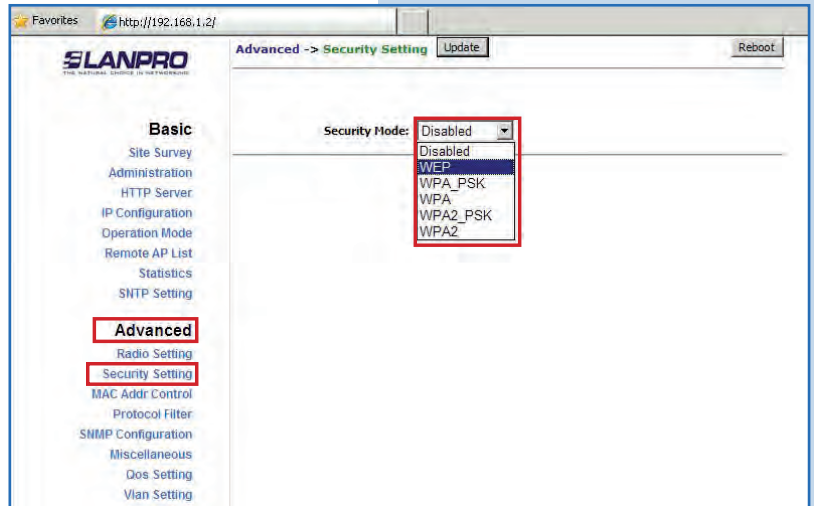 Favorites http://192.168.1.2/
LANPRO
THE NATURAL CHOICE IN NETWORKING
Advanced -> Security Setting Update Reboot
Basic
Site Survey
Administration
HTTP Server
IP Configuration
Operation Mode
Remote AP List
Statistics
SNTP Setting
Advanced
Radio Setting
Security Setting
MAC Addr Control
Protocol Filter
SNMP Configuration
Miscellaneous
Qos Setting
Vlan Setting
Security Mode: Disabled
Disabled
WEP
WPA_PSK
WPA
WPA2_PSK
WPA2